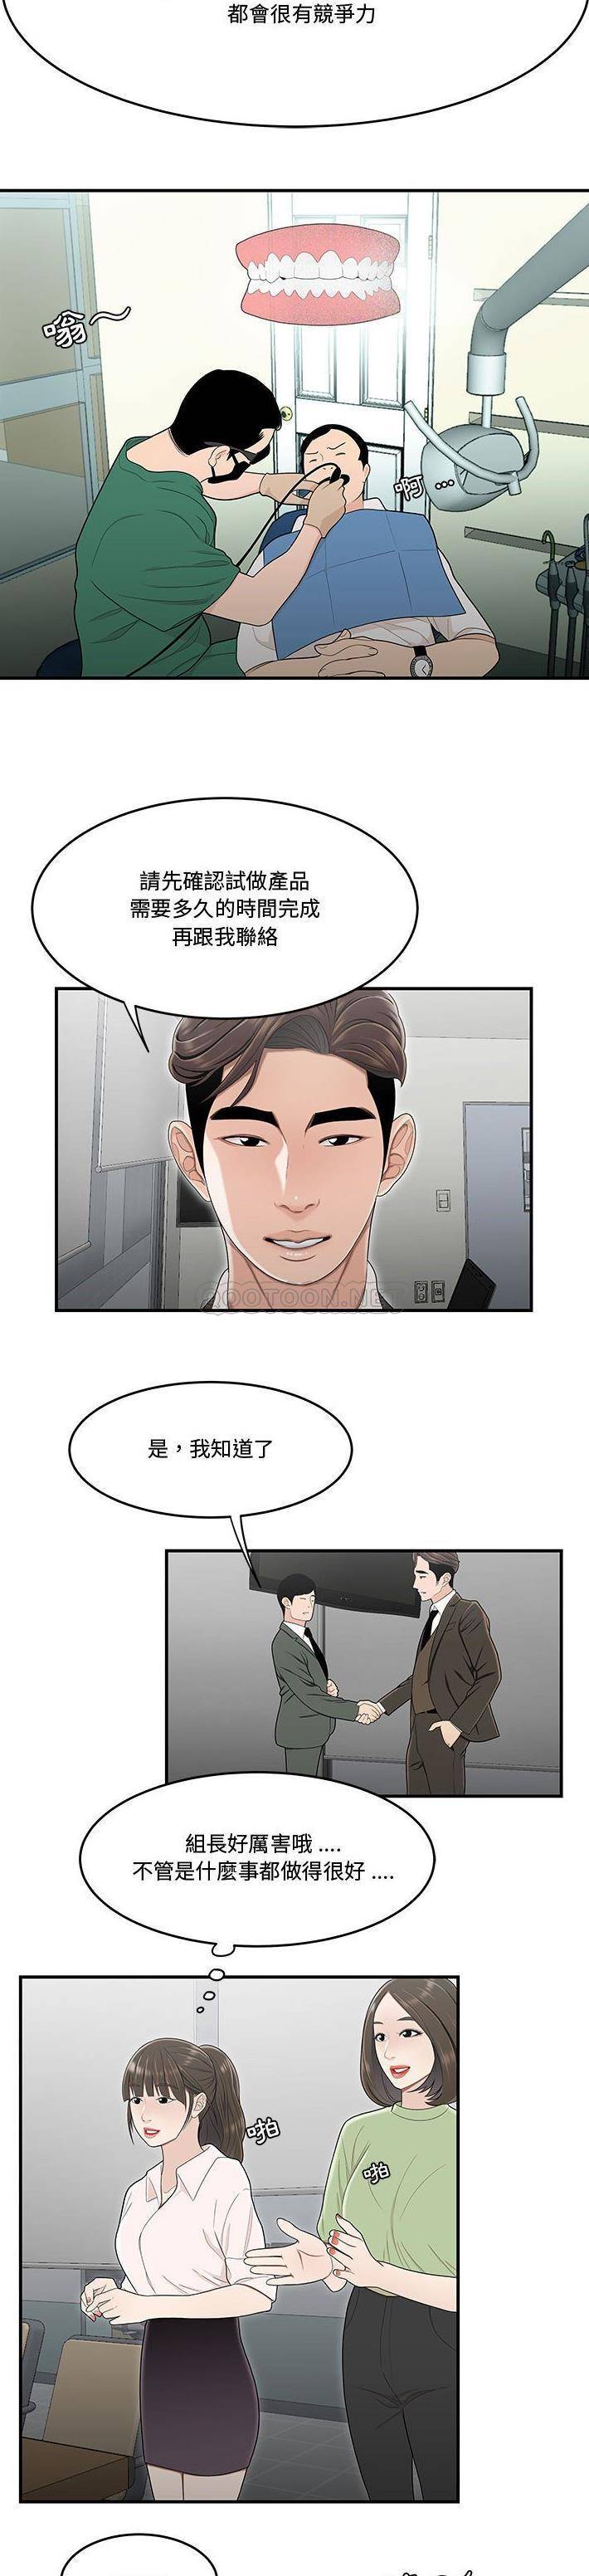 都會很有競爭力
嗡～
啊...
請先確認試做產品
需要多久的時間完成
再跟我聯絡
QOOTOON.NET
是，我知道了
組長好厲害哦....
不管是什麼事都做得很好....
啪
啪